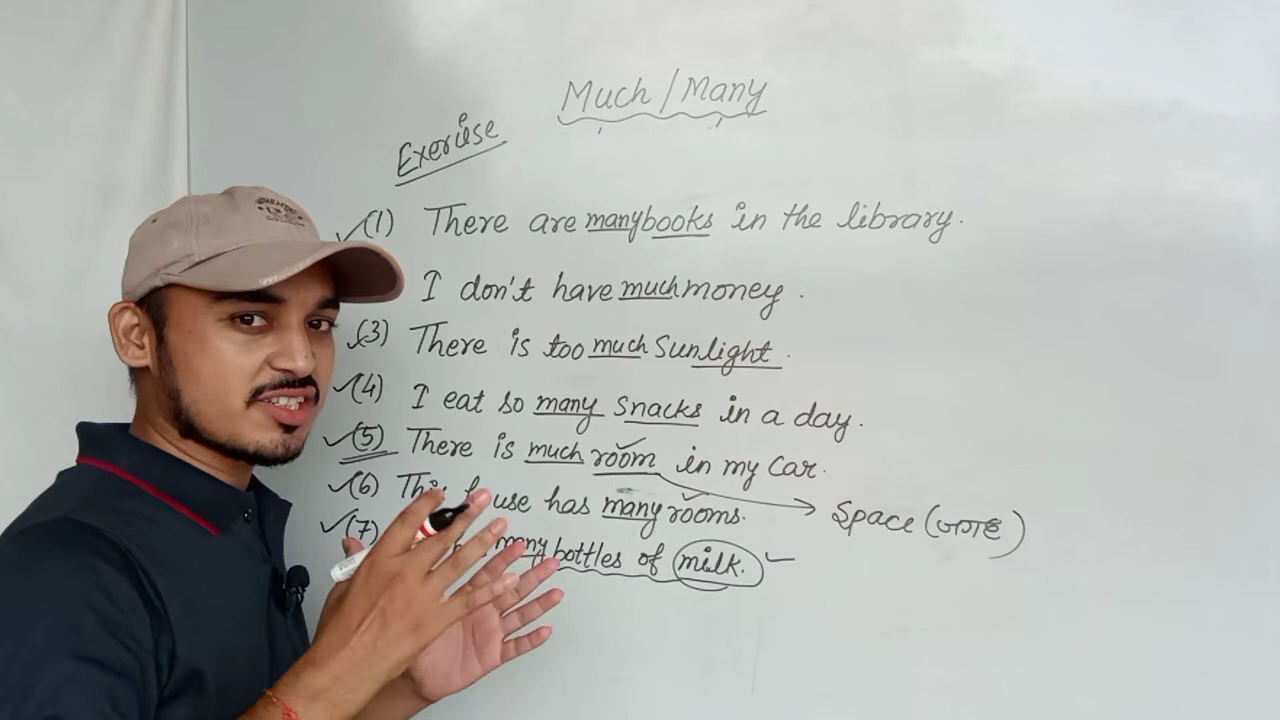 Much/Many
Exercise
(1) There are many books in the library.
I don't have much money.
(3) There is too much Sunlight.
(4) I eat so many snacks in a day.
(5) There is much room in my Car.
(6) This house has many rooms.
Space (জাগা)
(7) many bottles of milk.